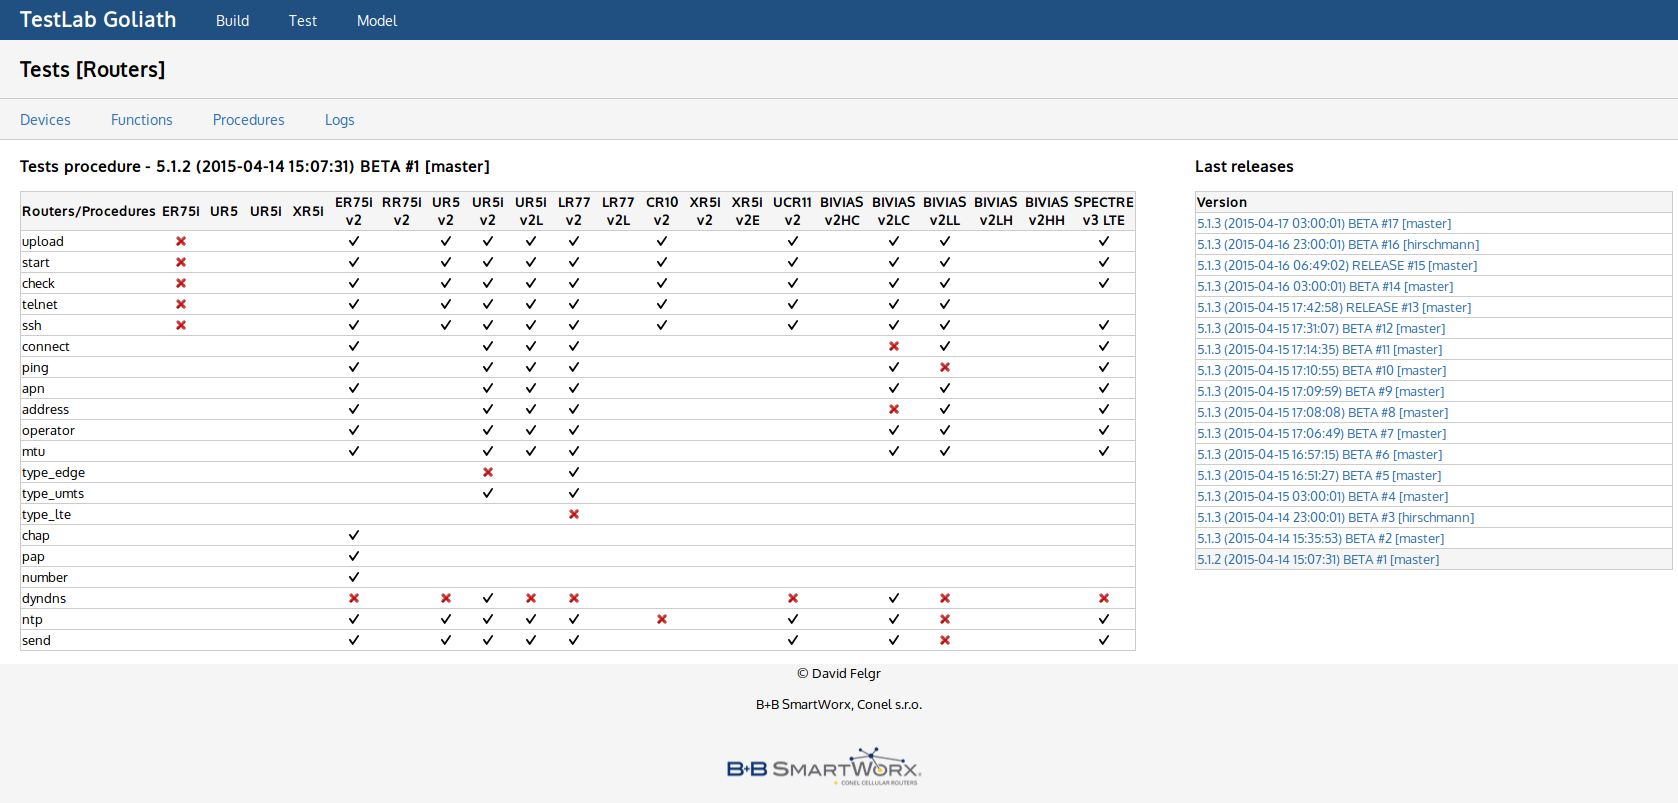 TestLab Goliath Build Test Model
Tests [Routers]
Devices Functions Procedures Logs
Tests procedure - 5.1.2 (2015-04-14 15:07:31) BETA #1 [master]
Routers/Procedures ER75i UR5 UR5i XR5i ER75i v2 RR75i v2 UR5 v2 UR5i v2 UR5i v2L LR77 v2 LR77 v2L CR10 v2 XR5i v2 XR5i v2E UCR11 v2 BIVIAS v2HC BIVIAS v2LC BIVIAS v2LL BIVIAS v2LH BIVIAS v2HH SPECTRE v3 LTE
upload
start
check
telnet
ssh
connect
ping
apn
address
operator
mtu
type_edge
type_umts
type_lte
chap
pap
number
dyndns
ntp
send
Last releases
Version
5.1.3 (2015-04-17 03:00:01) BETA #17 [master]
5.1.3 (2015-04-16 23:00:01) BETA #16 [hirschmann]
5.1.3 (2015-04-16 06:49:02) RELEASE #15 [master]
5.1.3 (2015-04-16 03:00:01) BETA #14 [master]
5.1.3 (2015-04-15 17:42:58) RELEASE #13 [master]
5.1.3 (2015-04-15 17:31:07) BETA #12 [master]
5.1.3 (2015-04-15 17:14:35) BETA #11 [master]
5.1.3 (2015-04-15 17:10:55) BETA #10 [master]
5.1.3 (2015-04-15 17:09:59) BETA #9 [master]
5.1.3 (2015-04-15 17:08:08) BETA #8 [master]
5.1.3 (2015-04-15 17:06:49) BETA #7 [master]
5.1.3 (2015-04-15 16:57:15) BETA #6 [master]
5.1.3 (2015-04-15 16:51:27) BETA #5 [master]
5.1.3 (2015-04-15 03:00:01) BETA #4 [master]
5.1.3 (2015-04-14 23:00:01) BETA #3 [hirschmann]
5.1.3 (2015-04-14 15:35:53) BETA #2 [master]
5.1.2 (2015-04-14 15:07:31) BETA #1 [master]
© David Felgr
B+B SmartWorx, Conel s.r.o.
B+B SMARTWORX
CONEL CELLULAR ROUTERS